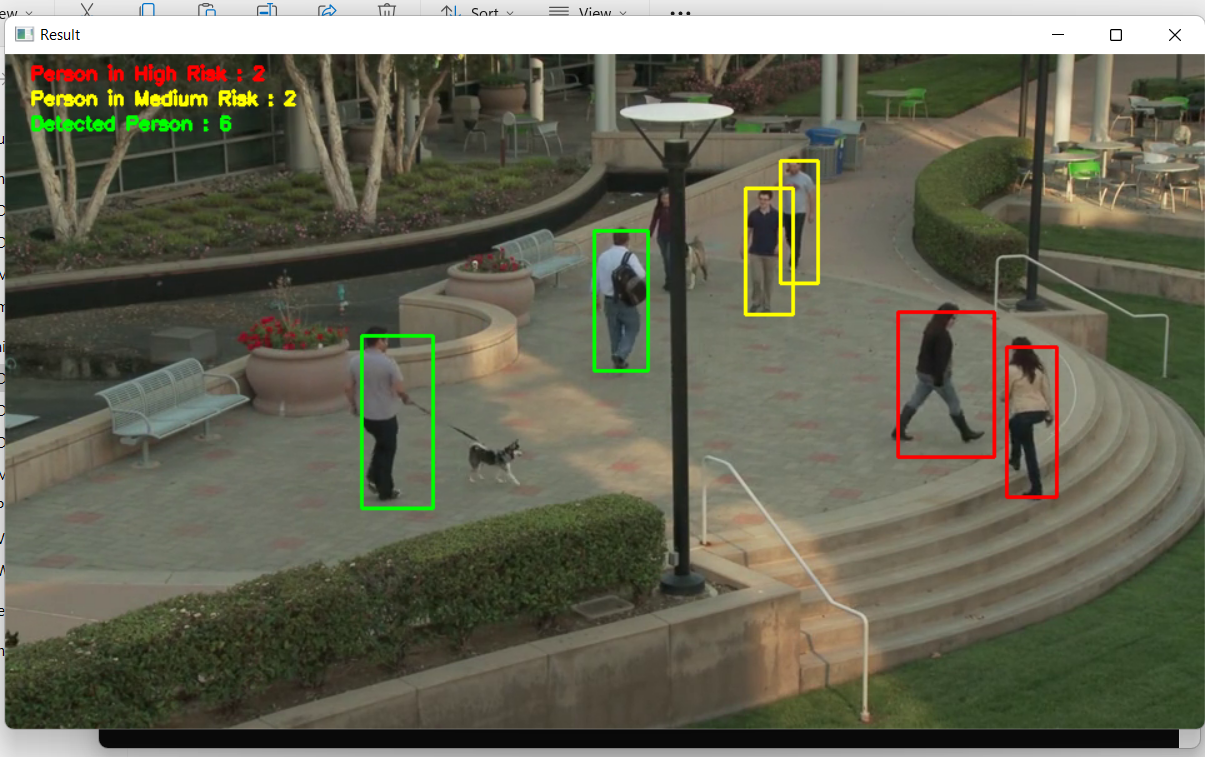 Sort
View
Result
Person in High Risk : 2
Person in Medium Risk : 2
Detected Person : 6